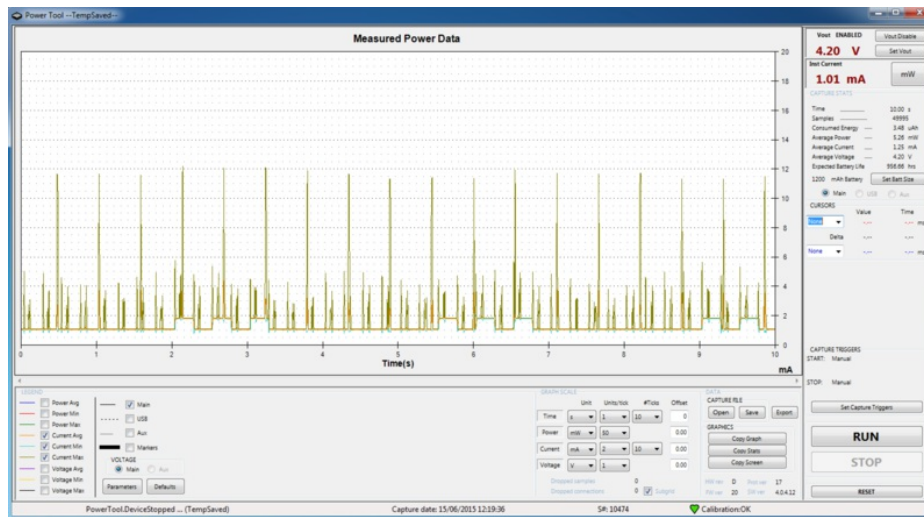 Power Tool --TempSaved--
Measured Power Data
20
18
16
14
12
10
8
6
4
2
0
0 1 2 3 4 5 6 7 8 9 10
Time(s)
mA
Vout ENABLED
Vout Disable
4.20 V
Set Vout
Inst Current
1.01 mA
mW
CAPTURE STATS
Time 10.00 s
Samples 49995
Consumed Energy 3.48 uAh
Average Power 5.26 mW
Average Current 1.25 mA
Average Voltage 4.20 V
Expected Battery Life hrs
1200 mAh Battery Set Batt Size
Main USB Aux
CURSORS
Value Time
None -.-- -.-- ms
Delta -.-- -.--
None -.-- -.-- ms
CAPTURE TRIGGERS
START: Manual
STOP: Manual
Set Capture Triggers
RUN
STOP
RESET
LEGEND
Power Avg
Power Min
Power Max
Current Avg
Current Min
Current Max
Voltage Avg
Voltage Min
Voltage Max
Main
USB
Aux
Markers
VOLTAGE
Main Aux
Parameters Defaults
GRAPH SCALE
Unit Units/tick #Ticks Offset
Time s 1 10 0
Power mW 50 0.00
Current mA 2 10 0.00
Voltage V 1 0.00
Dropped samples 0
Dropped connections 0 Subgrid
DATA
CAPTURE FILE
Open Save Export
GRAPHICS
Copy Graph
Copy Stats
Copy Screen
HW rev D Prot ver 17
FW ver 20 SW ver 4.0.4.12
PowerTool.DeviceStopped ... (TempSaved)
Capture date: 15/06/2015 12:19:36
S#: 10474
Calibration:OK